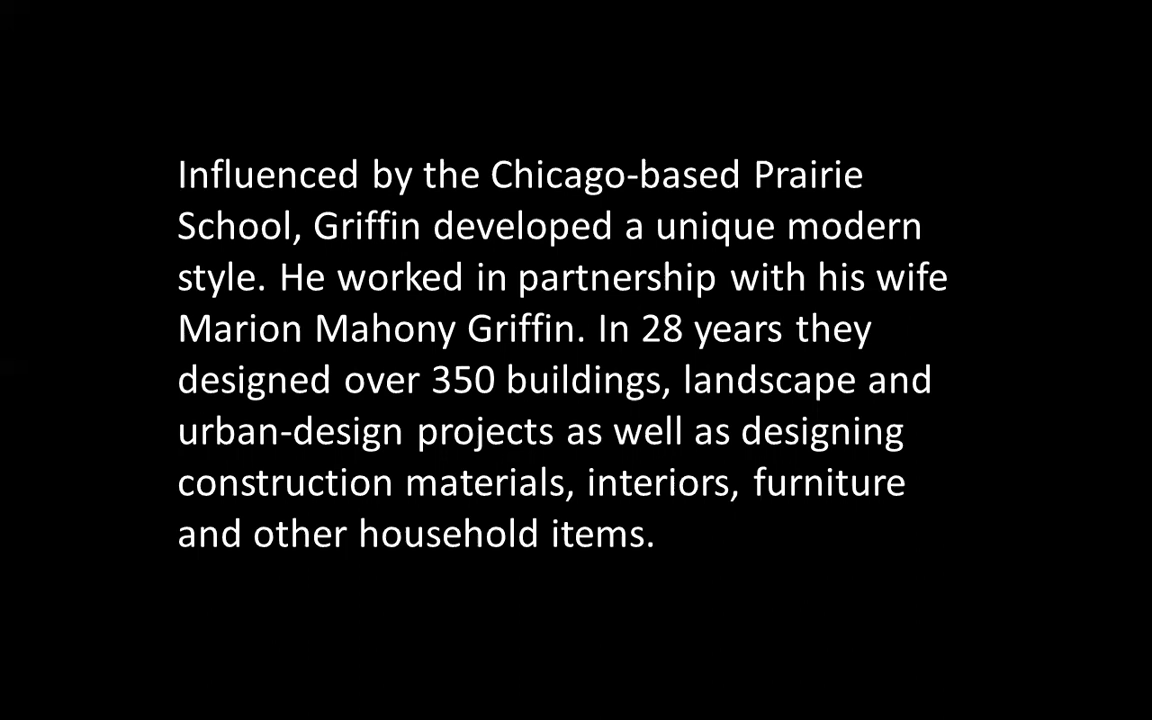 Influenced by the Chicago-based Prairie
School, Griffin developed a unique modern
style. He worked in partnership with his wife
Marion Mahony Griffin. In 28 years they
designed over 350 buildings, landscape and
urban-design projects as well as designing
construction materials, interiors, furniture
and other household items.